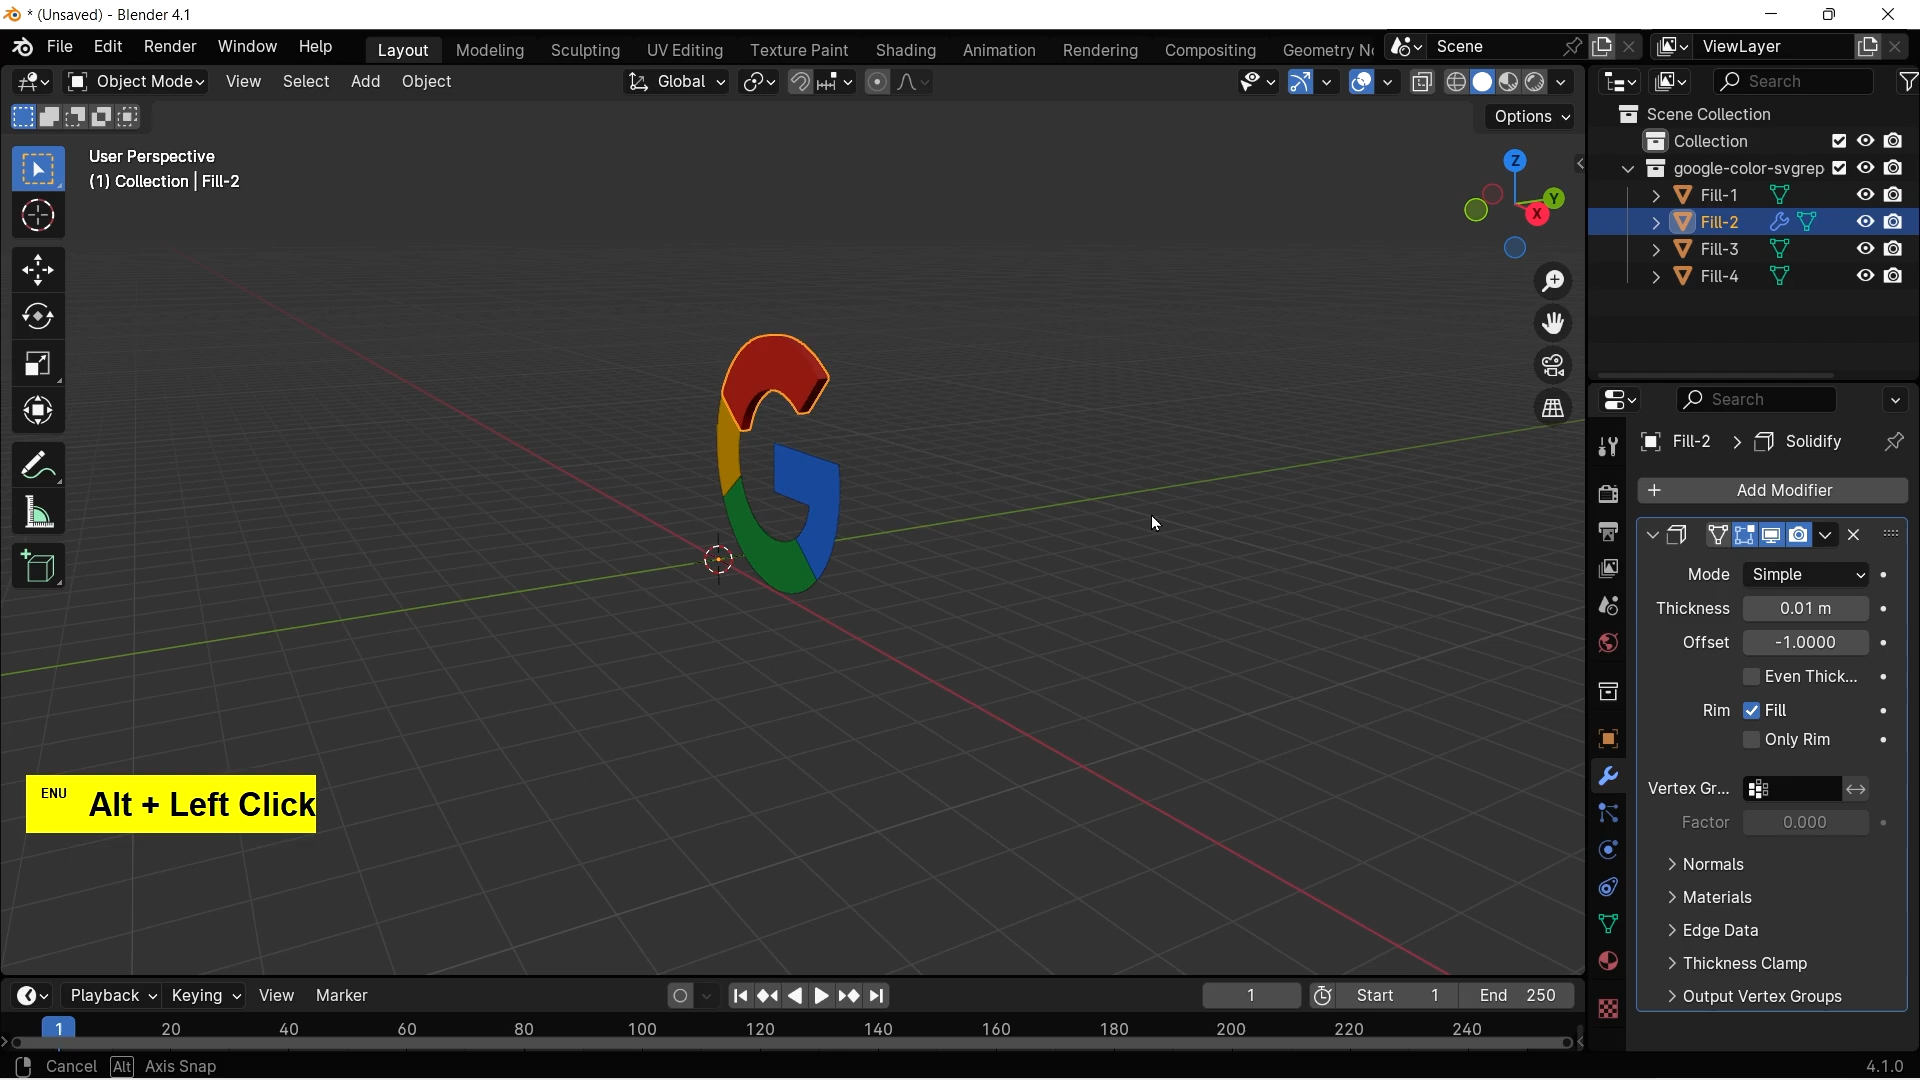 * (Unsaved) - Blender 4.1
File Edit Render Window Help Layout Modeling Sculpting UV Editing Texture Paint Shading Animation Rendering Compositing Geometry No Scene ViewLayer
Object Mode View Select Add Object Global Search
Options
User Perspective
(1) Collection | Fill-2
Z
Y
X
Scene Collection
Collection
google-color-svgrep
Fill-1
Fill-2
Fill-3
Fill-4
Search
Fill-2 > Solidify
+ Add Modifier
Mode Simple
Thickness 0.01 m
Offset -1.0000
Even Thick...
Rim Fill
Only Rim
Vertex Gr...
Factor 0.000
Normals
Materials
Edge Data
Thickness Clamp
Output Vertex Groups
ENU Alt + Left Click
Playback Keying View Marker 1 Start 1 End 250
1 20 40 60 80 100 120 140 160 180 200 220 240
Cancel Alt Axis Snap 4.1.0